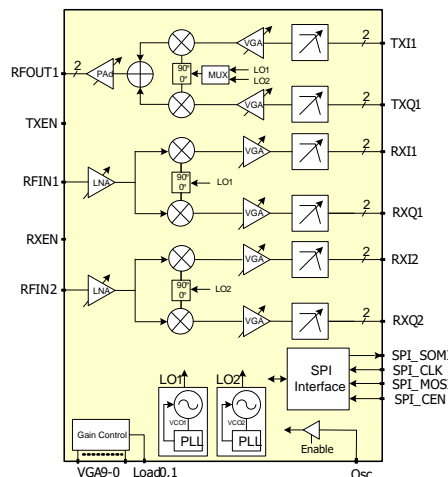 TXI1
2
VGA
RFOUT1
2
PAd
90°
0°
MUX
LO1
LO2
TXEN
VGA
2
TXQ1
VGA
2
RXI1
RFIN1
LNA
90°
0°
LO1
RXEN
VGA
2
RXQ1
VGA
2
RXI2
RFIN2
LNA
90°
0°
LO2
VGA
2
RXQ2
LO1
LO2
SPI
Interface
SPI_SOMI
SPI_CLK
SPI_MOSI
SPI_CEN
VCO1
VCO2
PLL
PLL
Gain Control
Enable
VGA9-0
Load0,1
Osc